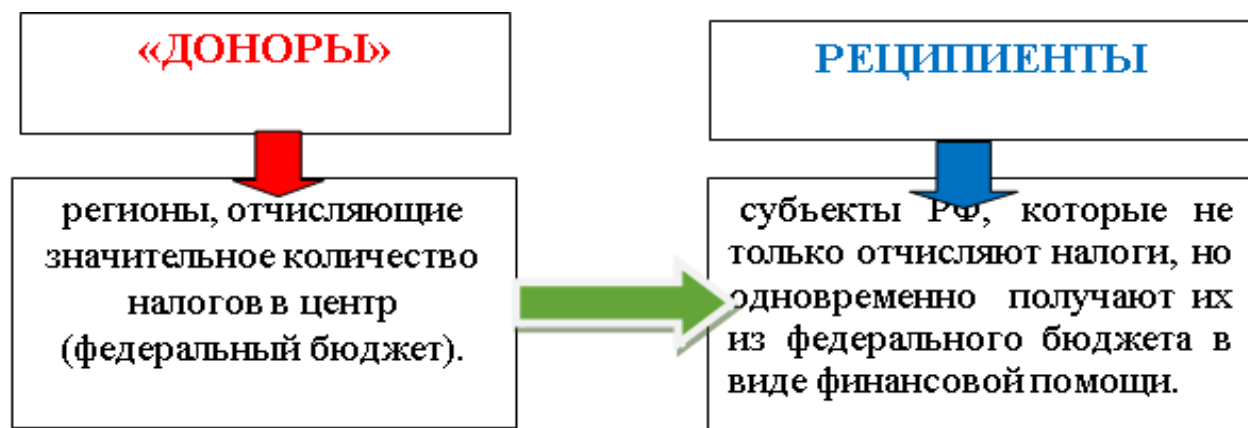 «ДОНОРЫ»
регионы, отчисляющие
значительное количество
налогов в центр
(федеральный бюджет).
РЕЦИПИЕНТЫ
субъекты РФ, которые не
только отчисляют налоги, но
одновременно получают их
из федерального бюджета в
виде финансовой помощи.